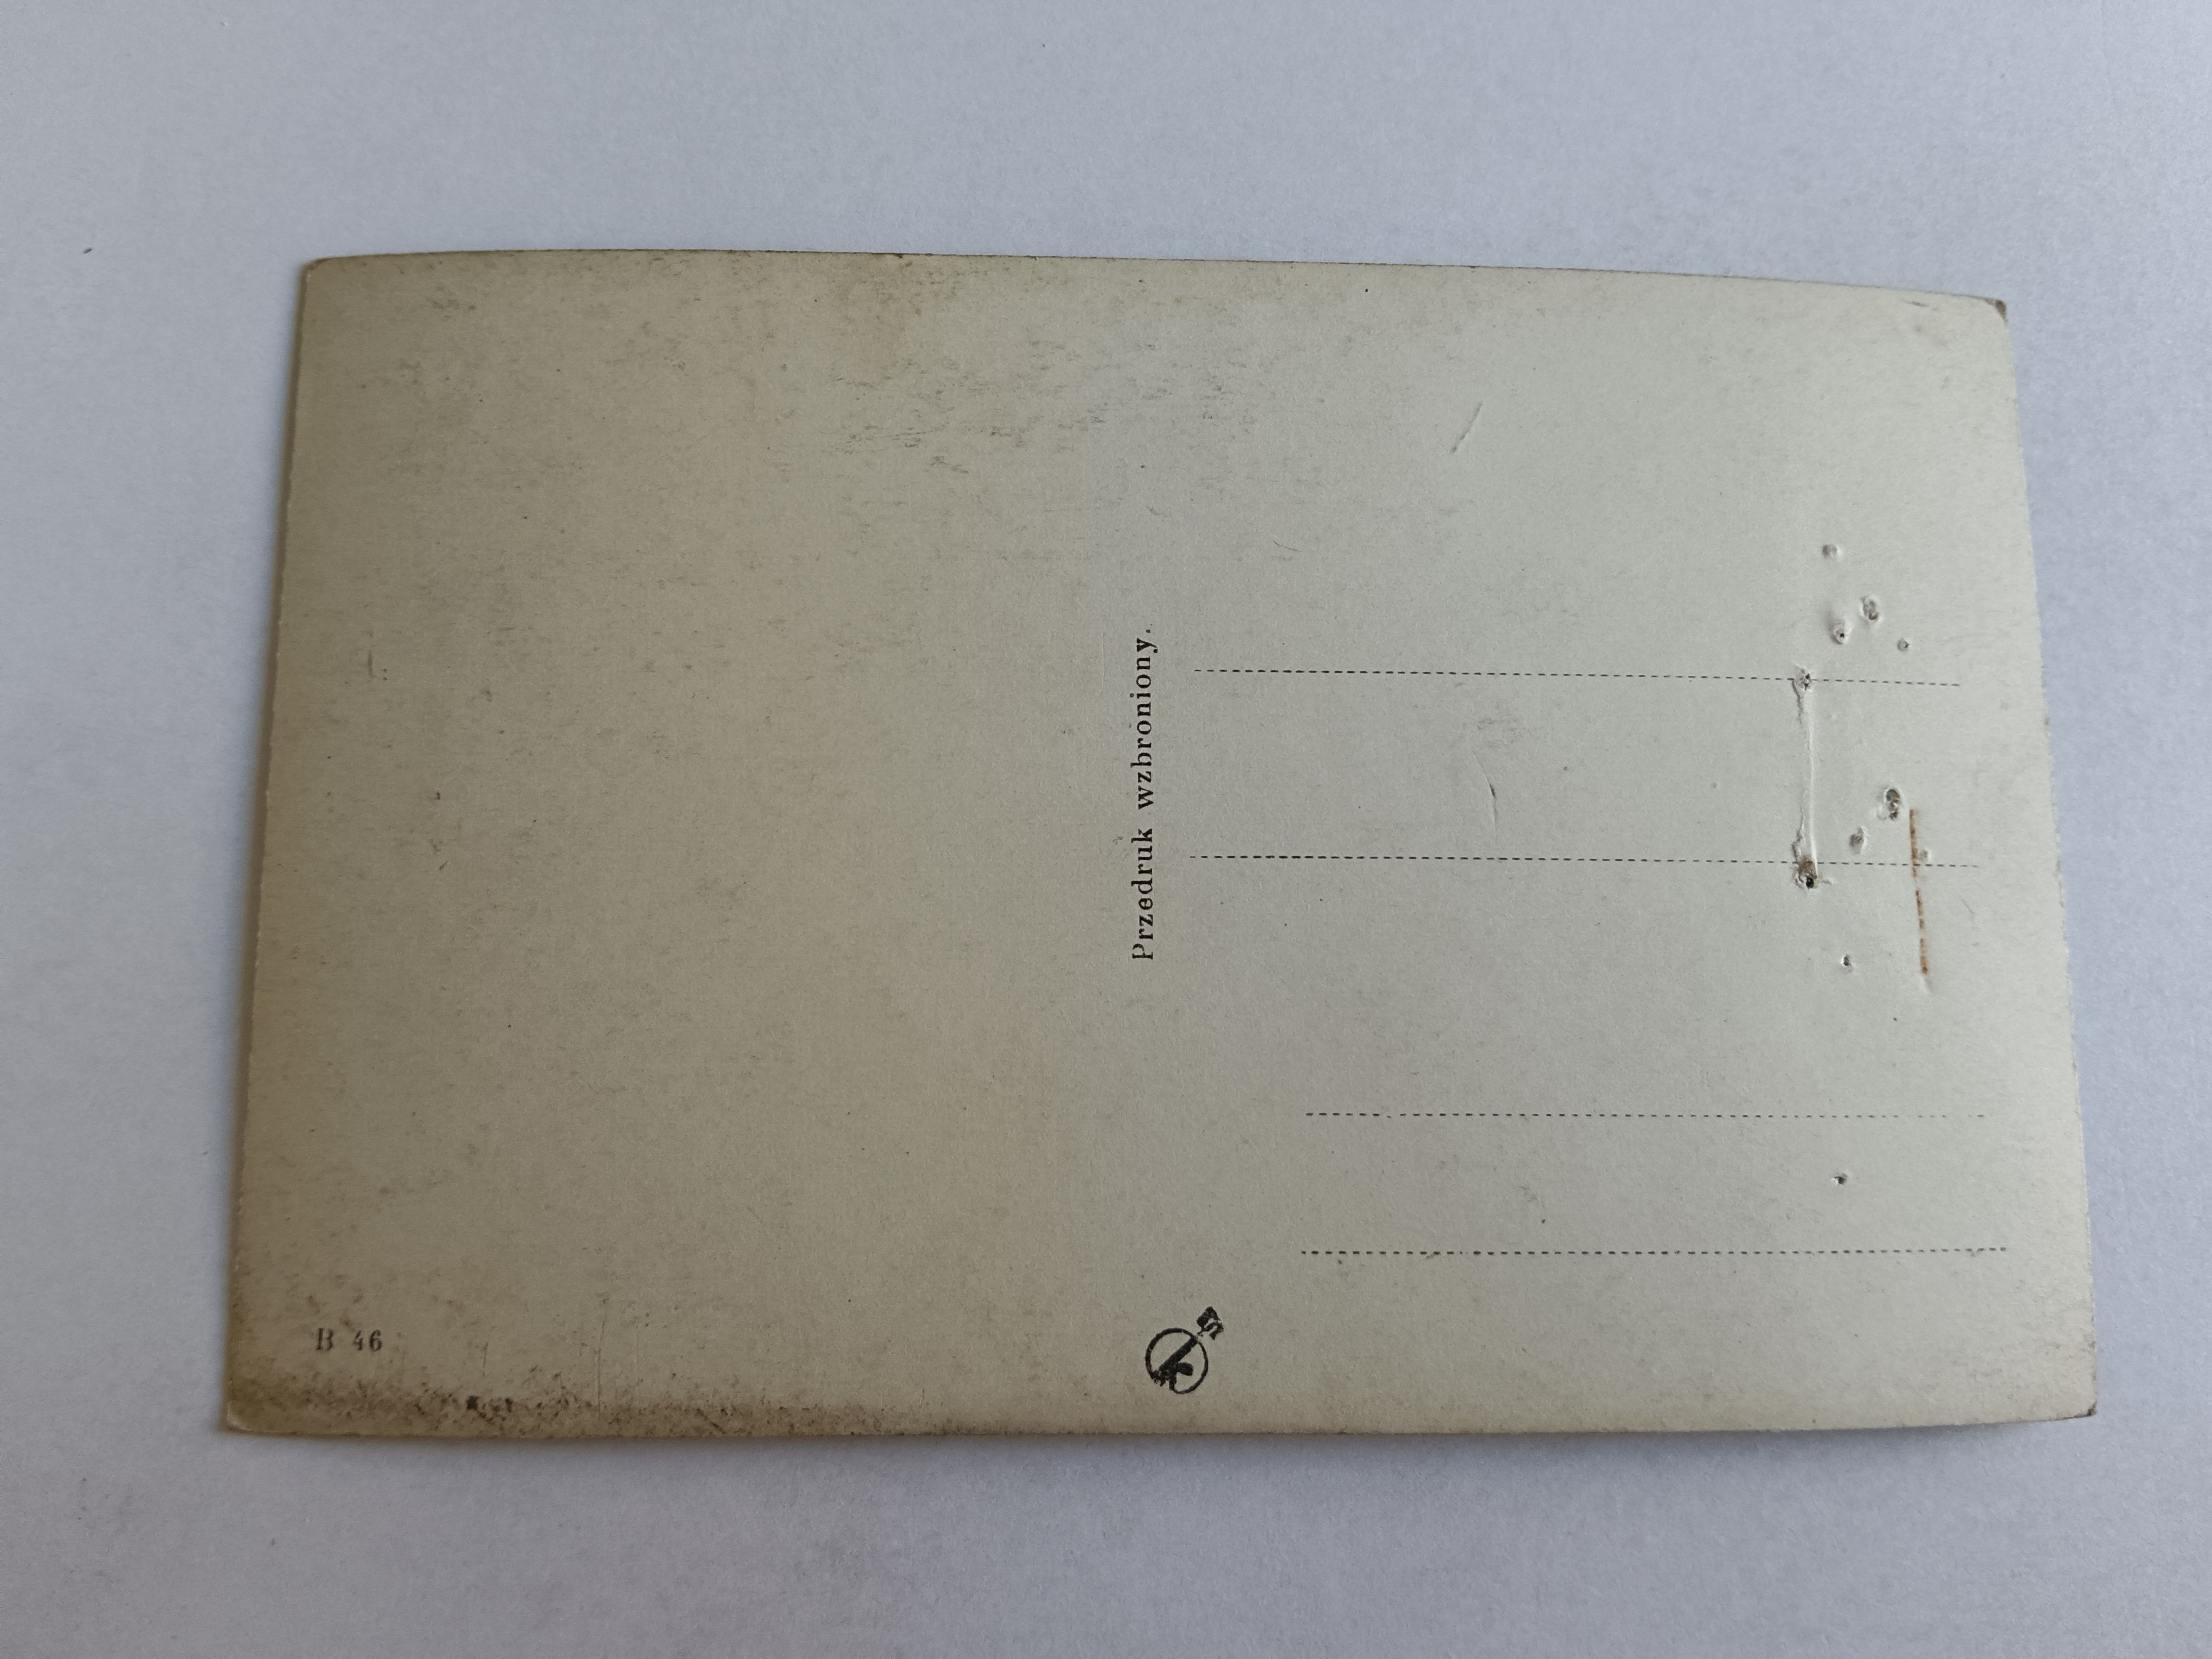 Przedruk wzbroniony.
B 46